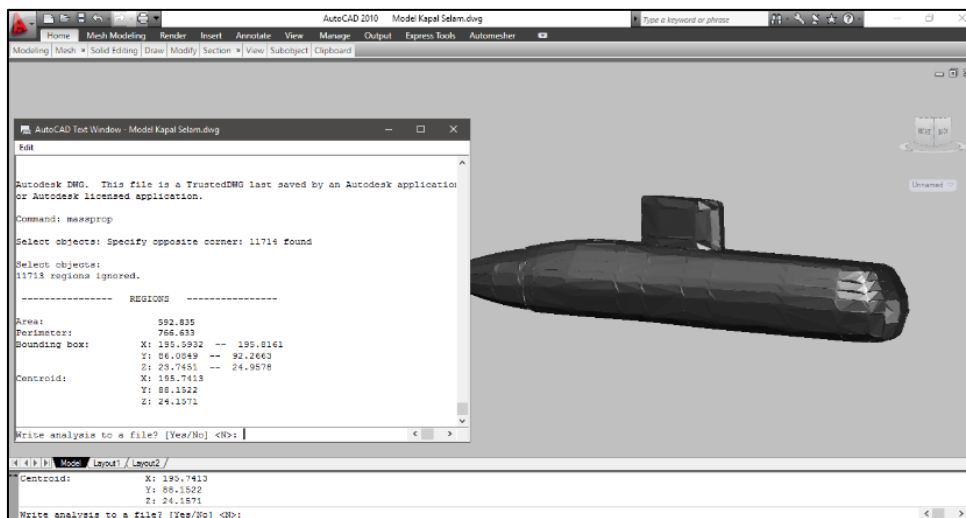 AutoCAD 2010 Model Kapal Selam.dwg Type a keyword or phrase
Home Mesh Modeling Render Insert Annotate View Manage Output Express Tools Automesher
Modeling Mesh Solid Editing Draw Modify Section View Subobject Clipboard
AutoCAD Text Window - Model Kapal Selam.dwg
Edit
Autodesk DWG. This file is a TrustedDWG last saved by an Autodesk application
or Autodesk licensed application.
Command: massprop
Select objects: Specify opposite corner: 11714 found
Select objects:
11713 regions ignored.
--------------- REGIONS ----------------
Area: 592.835
Perimeter: 766.633
Bounding box: X: 195.5932 -- 195.8161
Y: 86.0849 -- 92.2663
Z: 23.7451 -- 24.9578
Centroid: X: 195.7413
Y: 88.1522
Z: 24.1571
Write analysis to a file? [Yes/No] <N>:
Unnamed
Model Layout1 Layout2
Centroid: X: 195.7413
Y: 88.1522
Z: 24.1571
Write analysis to a file? [Yes/No] <N>: